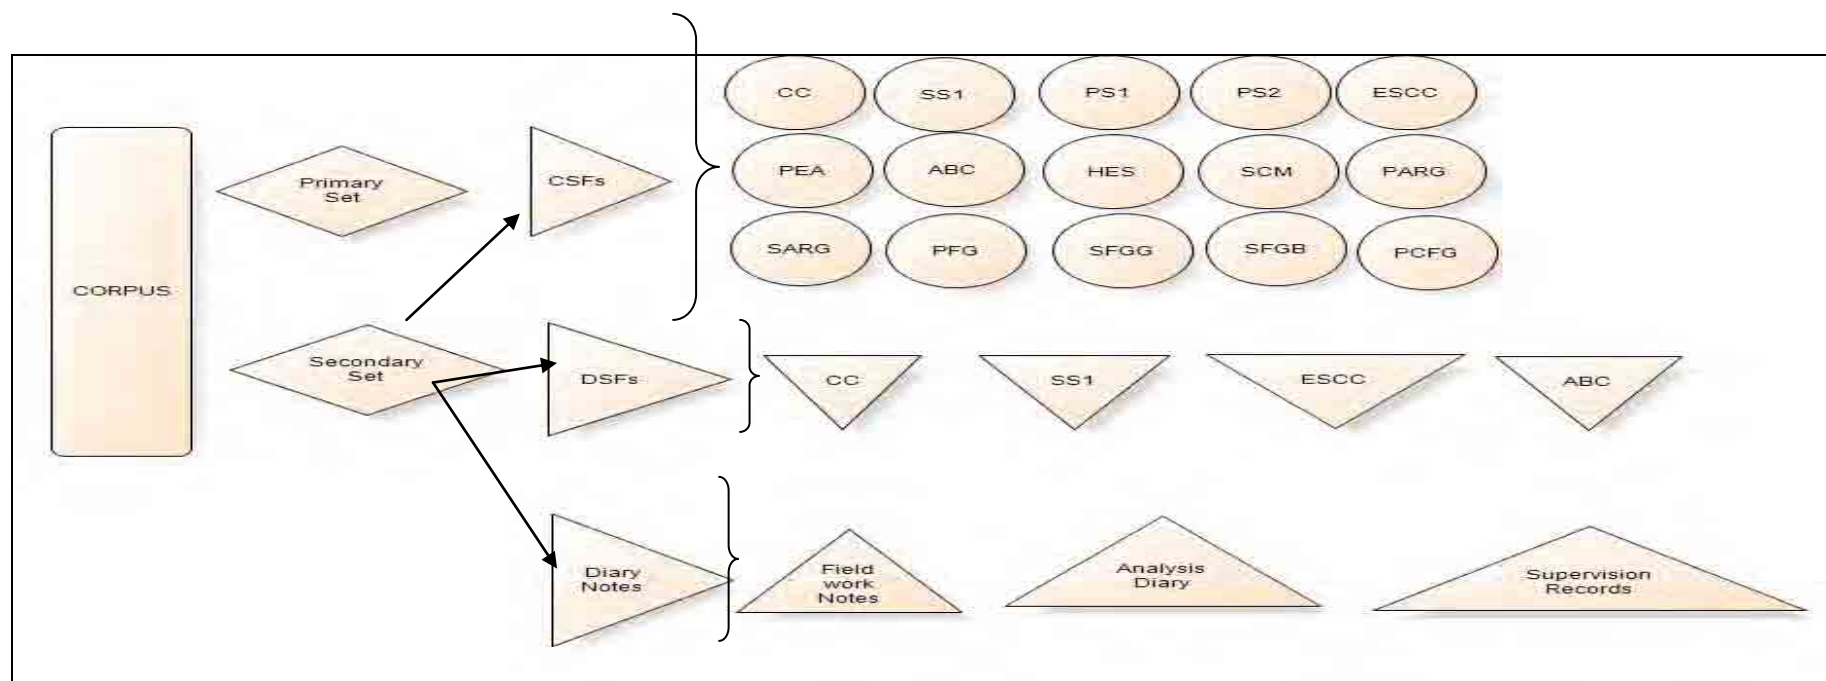 CORPUS
Primary
Set
CSFs
CC
SS1
PS1
PS2
ESCC
PEA
ABC
HES
SCM
PARG
SARG
PFG
SFGG
SFGB
PCFG
Secondary
Set
DSFs
CC
SS1
ESCC
ABC
Diary
Notes
Field
work
Notes
Analysis
Diary
Supervision
Records